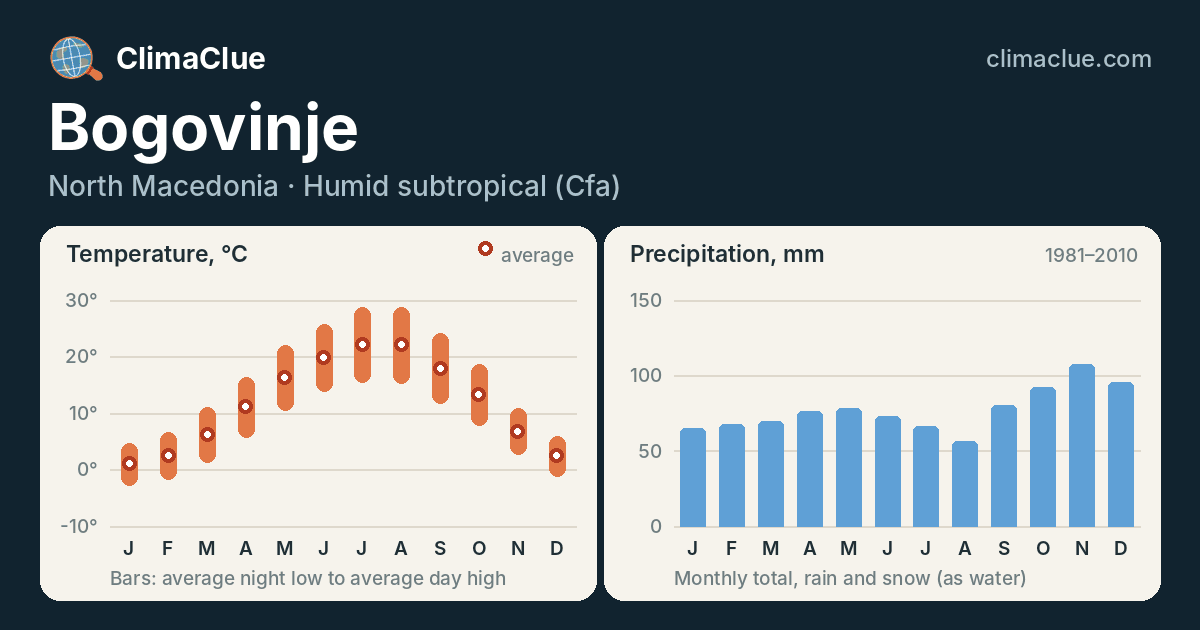 ClimaClue
climaclue.com
Bogovinje
North Macedonia · Humid subtropical (Cfa)
Temperature, °C
average
30°
20°
10°
0°
-10°
J F M A M J J A S O N D
Bars: average night low to average day high
Precipitation, mm
1981–2010
150
100
50
0
J F M A M J J A S O N D
Monthly total, rain and snow (as water)